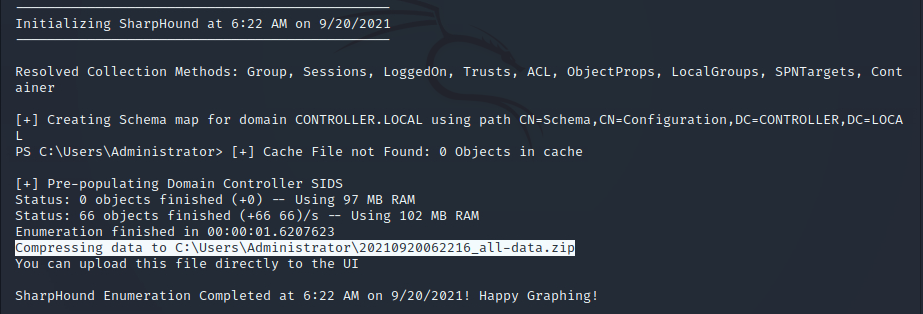 Initializing SharpHound at 6:22 AM on 9/20/2021
Resolved Collection Methods: Group, Sessions, LoggedOn, Trusts, ACL, ObjectProps, LocalGroups, SPNTargets, Cont
ainer
[+] Creating Schema map for domain CONTROLLER.LOCAL using path CN=Schema,CN=Configuration,DC=CONTROLLER,DC=LOCA
L
PS C:\Users\Administrator> [+] Cache File not Found: 0 Objects in cache
[+] Pre-populating Domain Controller SIDS
Status: 0 objects finished (+0) -- Using 97 MB RAM
Status: 66 objects finished (+66 66)/s -- Using 102 MB RAM
Enumeration finished in 00:00:01.6207623
Compressing data to C:\Users\Administrator\20210920062216_all-data.zip
You can upload this file directly to the UI
SharpHound Enumeration Completed at 6:22 AM on 9/20/2021! Happy Graphing!